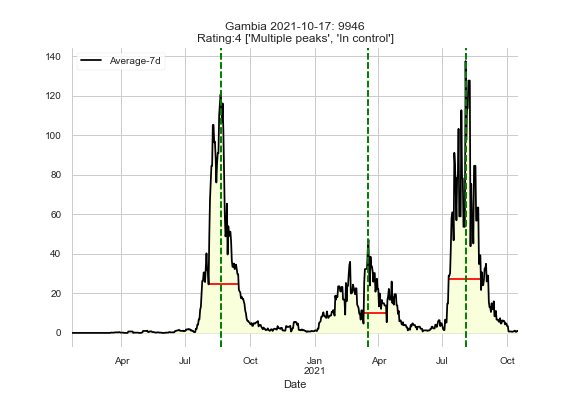 Gambia 2021-10-17: 9946
Rating:4 ['Multiple peaks', 'In control']
Average-7d
140
120
100
80
60
40
20
0
Apr Jul Oct Jan Apr Jul Oct
2021
Date